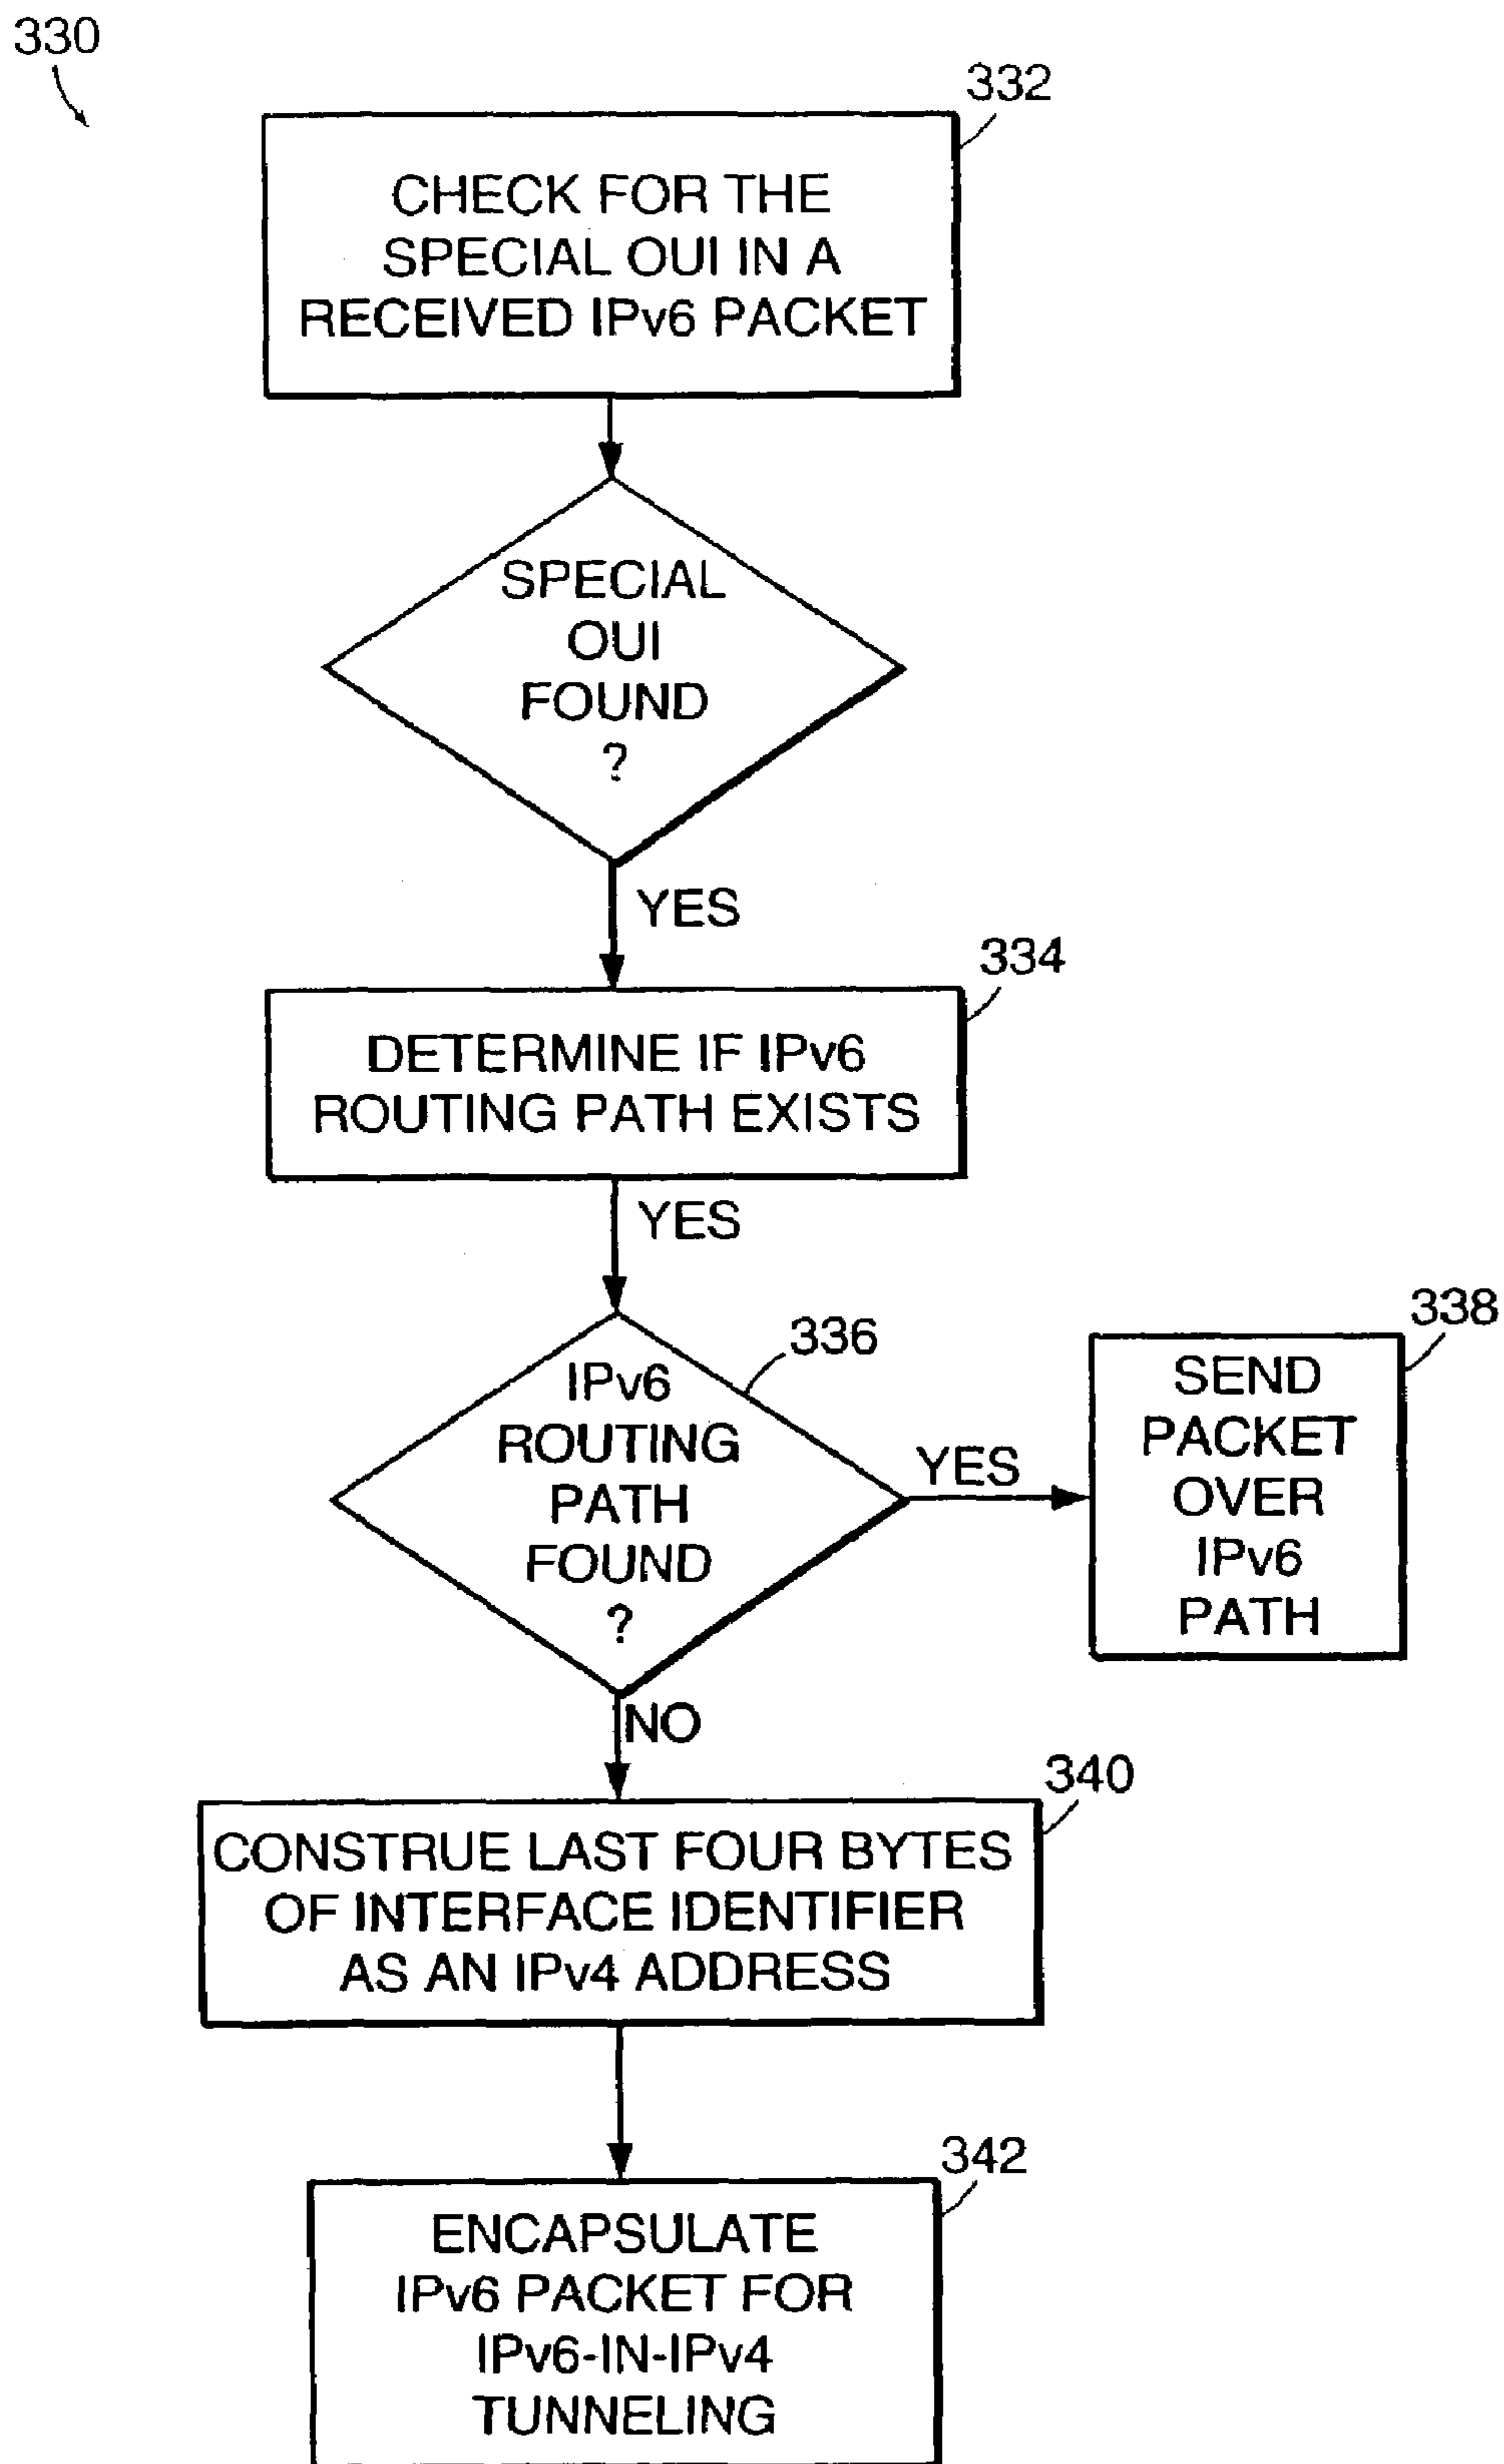 330
332
CHECK FOR THE
SPECIAL OUI IN A
RECEIVED IPv6 PACKET
SPECIAL
OUI
FOUND
?
YES
334
DETERMINE IF IPv6
ROUTING PATH EXISTS
YES
336
IPv6
ROUTING
PATH
FOUND
?
YES
338
SEND
PACKET
OVER
IPv6
PATH
NO
340
CONSTRUE LAST FOUR BYTES
OF INTERFACE IDENTIFIER
AS AN IPv4 ADDRESS
342
ENCAPSULATE
IPv6 PACKET FOR
IPv6-IN-IPv4
TUNNELING